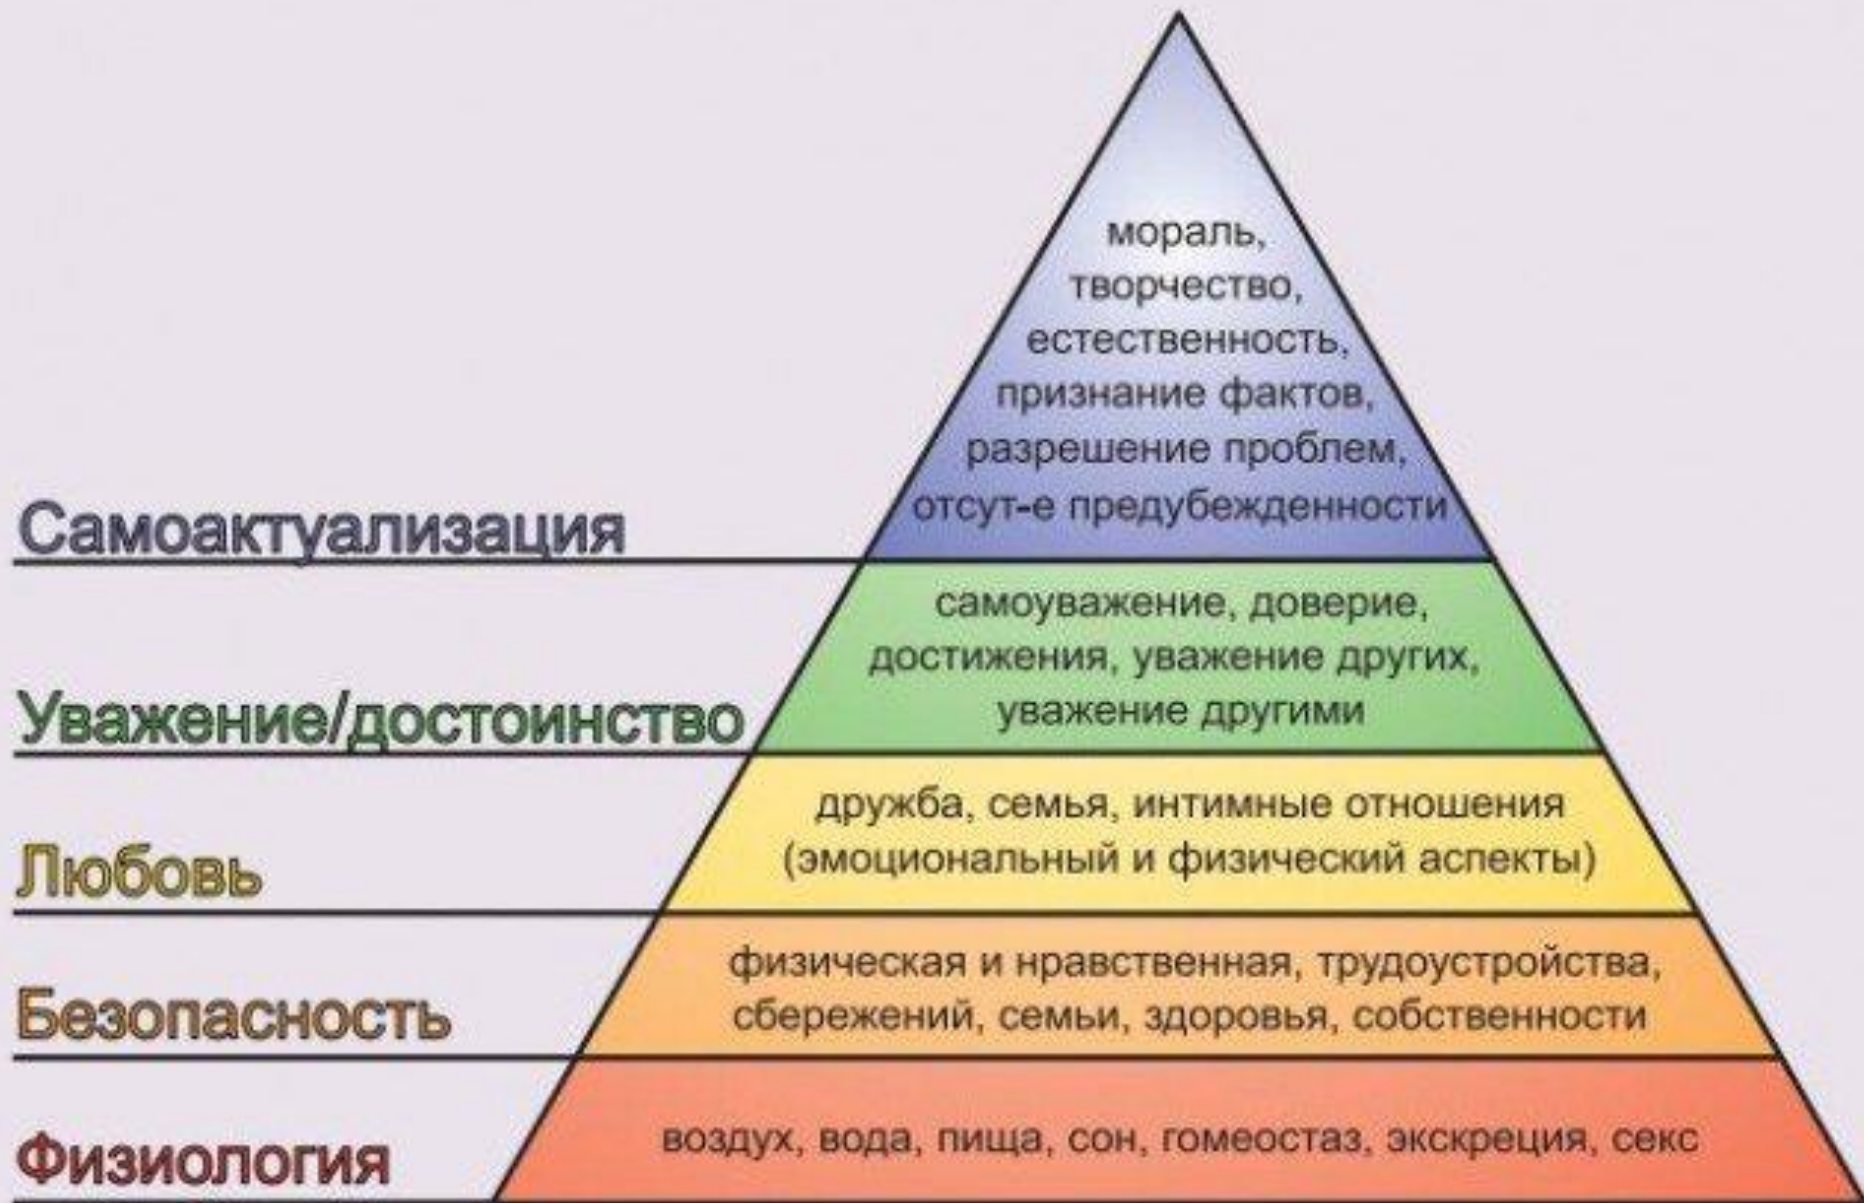 мораль,
творчество,
естественность,
признание фактов,
разрешение проблем,
отсут-е предубежденности
Самоактуализация
самоуважение, доверие,
достижения, уважение других,
уважение другими
Уважение/достоинство
дружба, семья, интимные отношения
(эмоциональный и физический аспекты)
Любовь
физическая и нравственная, трудоустройства,
сбережений, семьи, здоровья, собственности
Безопасность
воздух, вода, пища, сон, гомеостаз, экскреция, секс
Физиология